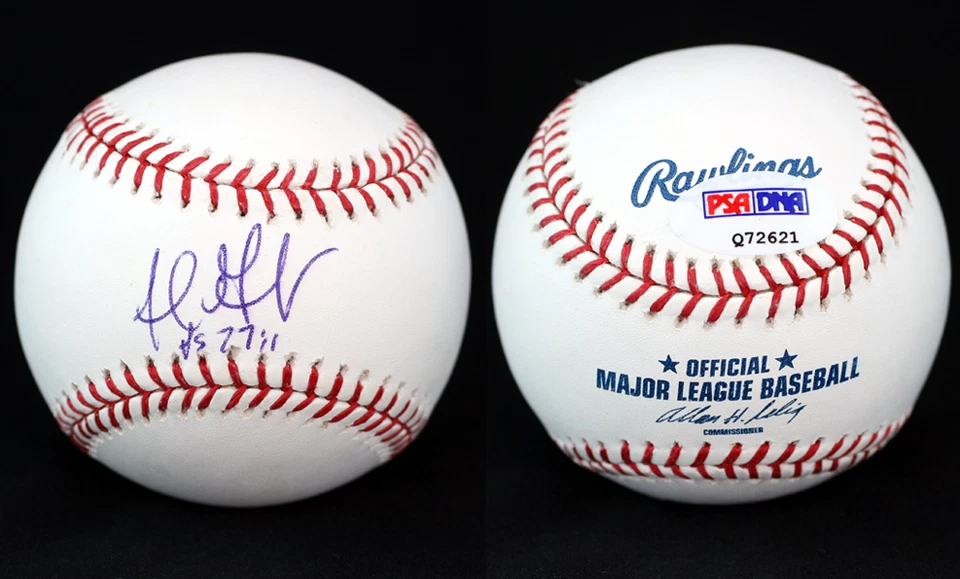 Rawlings
PSA DNA
Q72621
OFFICIAL
MAJOR LEAGUE BASEBALL
Allan H. Selig
COMMISSIONER